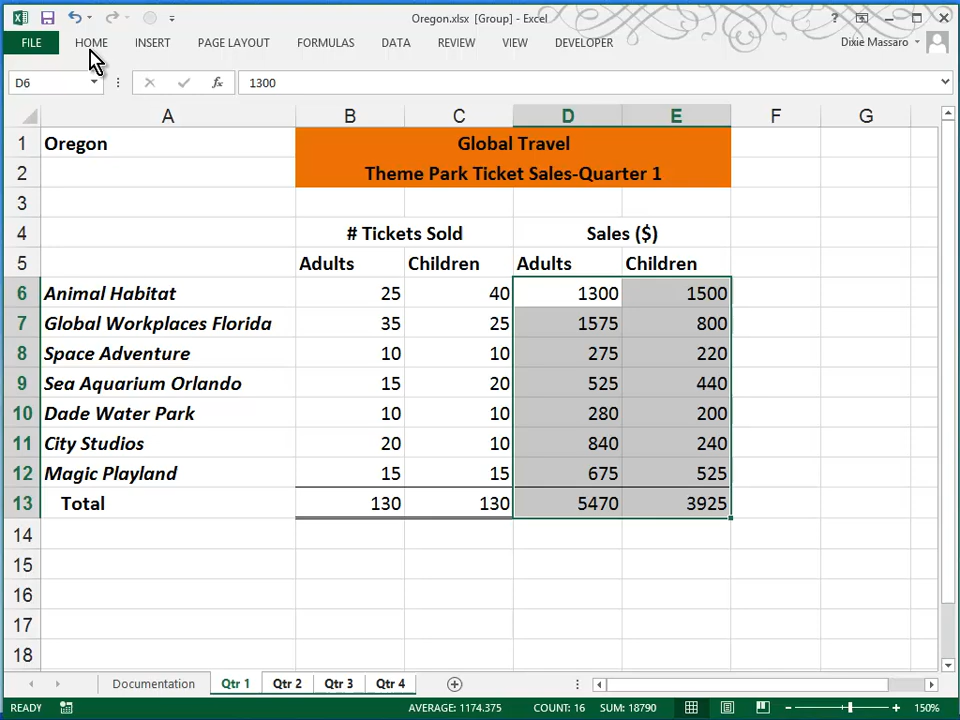 Oregon.xlsx [Group] - Excel
?
FILE HOME INSERT PAGE LAYOUT FORMULAS DATA REVIEW VIEW DEVELOPER Dixie Massaro
D6 fx 1300
A B C D E F G
1 Oregon Global Travel
2 Theme Park Ticket Sales-Quarter 1
3
4 # Tickets Sold Sales ($)
5 Adults Children Adults Children
6 Animal Habitat 25 40 1300 1500
7 Global Workplaces Florida 35 25 1575 800
8 Space Adventure 10 10 275 220
9 Sea Aquarium Orlando 15 20 525 440
10 Dade Water Park 10 10 280 200
11 City Studios 20 10 840 240
12 Magic Playland 15 15 675 525
13 Total 130 130 5470 3925
14
15
16
17
18
Documentation Qtr 1 Qtr 2 Qtr 3 Qtr 4
READY AVERAGE: 1174.375 COUNT: 16 SUM: 18790 150%